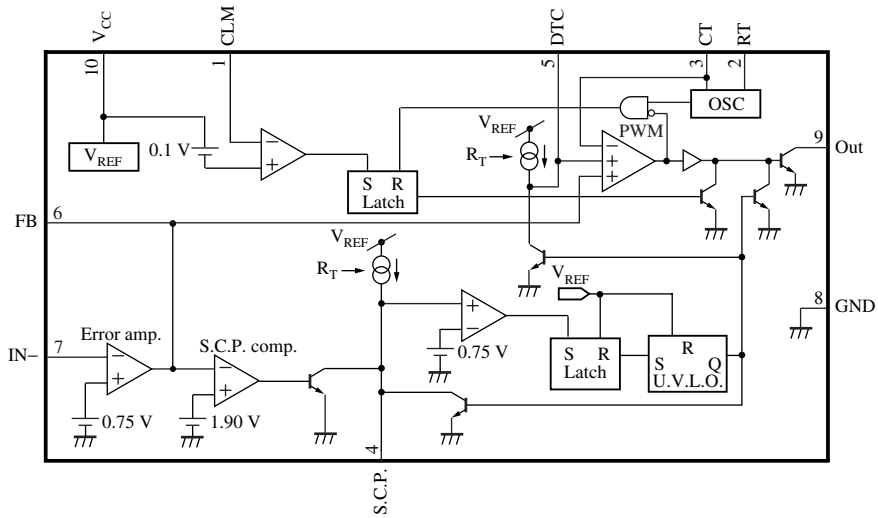 VCC
CLM
DTC
CT
RT
10
1
5
3
2
OSC
VREF
PWM
9
Out
VREF
0.1 V
RT
S R
Latch
FB
6
VREF
RT
VREF
8
GND
Error amp.
IN−
7
S.C.P. comp.
0.75 V
S R
Latch
R
S Q
U.V.L.O.
0.75 V
1.90 V
4
S.C.P.